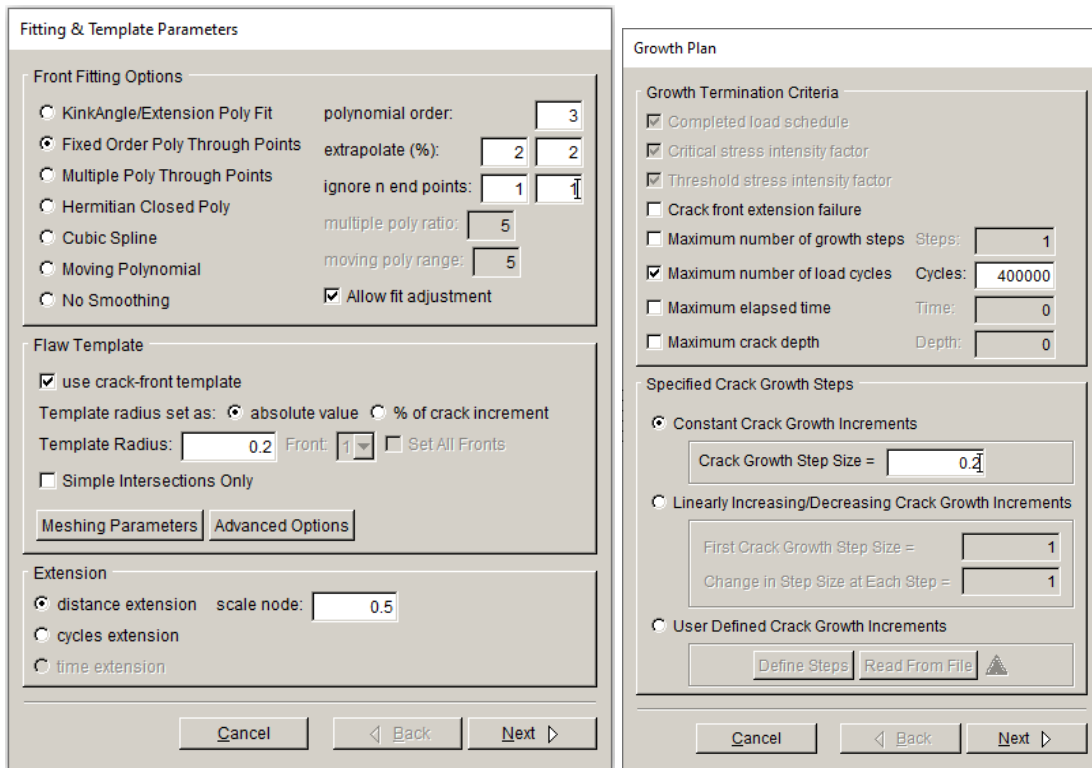 Fitting & Template Parameters
Front Fitting Options
KinkAngle/Extension Poly Fit
polynomial order: 3
Fixed Order Poly Through Points
extrapolate (%): 2 2
Multiple Poly Through Points
ignore n end points: 1 1
Hermitian Closed Poly
multiple poly ratio: 5
Cubic Spline
moving poly range: 5
Moving Polynomial
Allow fit adjustment
No Smoothing
Flaw Template
use crack-front template
Template radius set as: absolute value % of crack increment
Template Radius: 0.2 Front: 1 Set All Fronts
Simple Intersections Only
Meshing Parameters Advanced Options
Extension
distance extension scale node: 0.5
cycles extension
time extension
Cancel Back Next
Growth Plan
Growth Termination Criteria
Completed load schedule
Critical stress intensity factor
Threshold stress intensity factor
Crack front extension failure
Maximum number of growth steps Steps: 1
Maximum number of load cycles Cycles: 400000
Maximum elapsed time Time: 0
Maximum crack depth Depth: 0
Specified Crack Growth Steps
Constant Crack Growth Increments
Crack Growth Step Size = 0.2
Linearly Increasing/Decreasing Crack Growth Increments
First Crack Growth Step Size = 1
Change in Step Size at Each Step = 1
User Defined Crack Growth Increments
Define Steps Read From File
Cancel Back Next